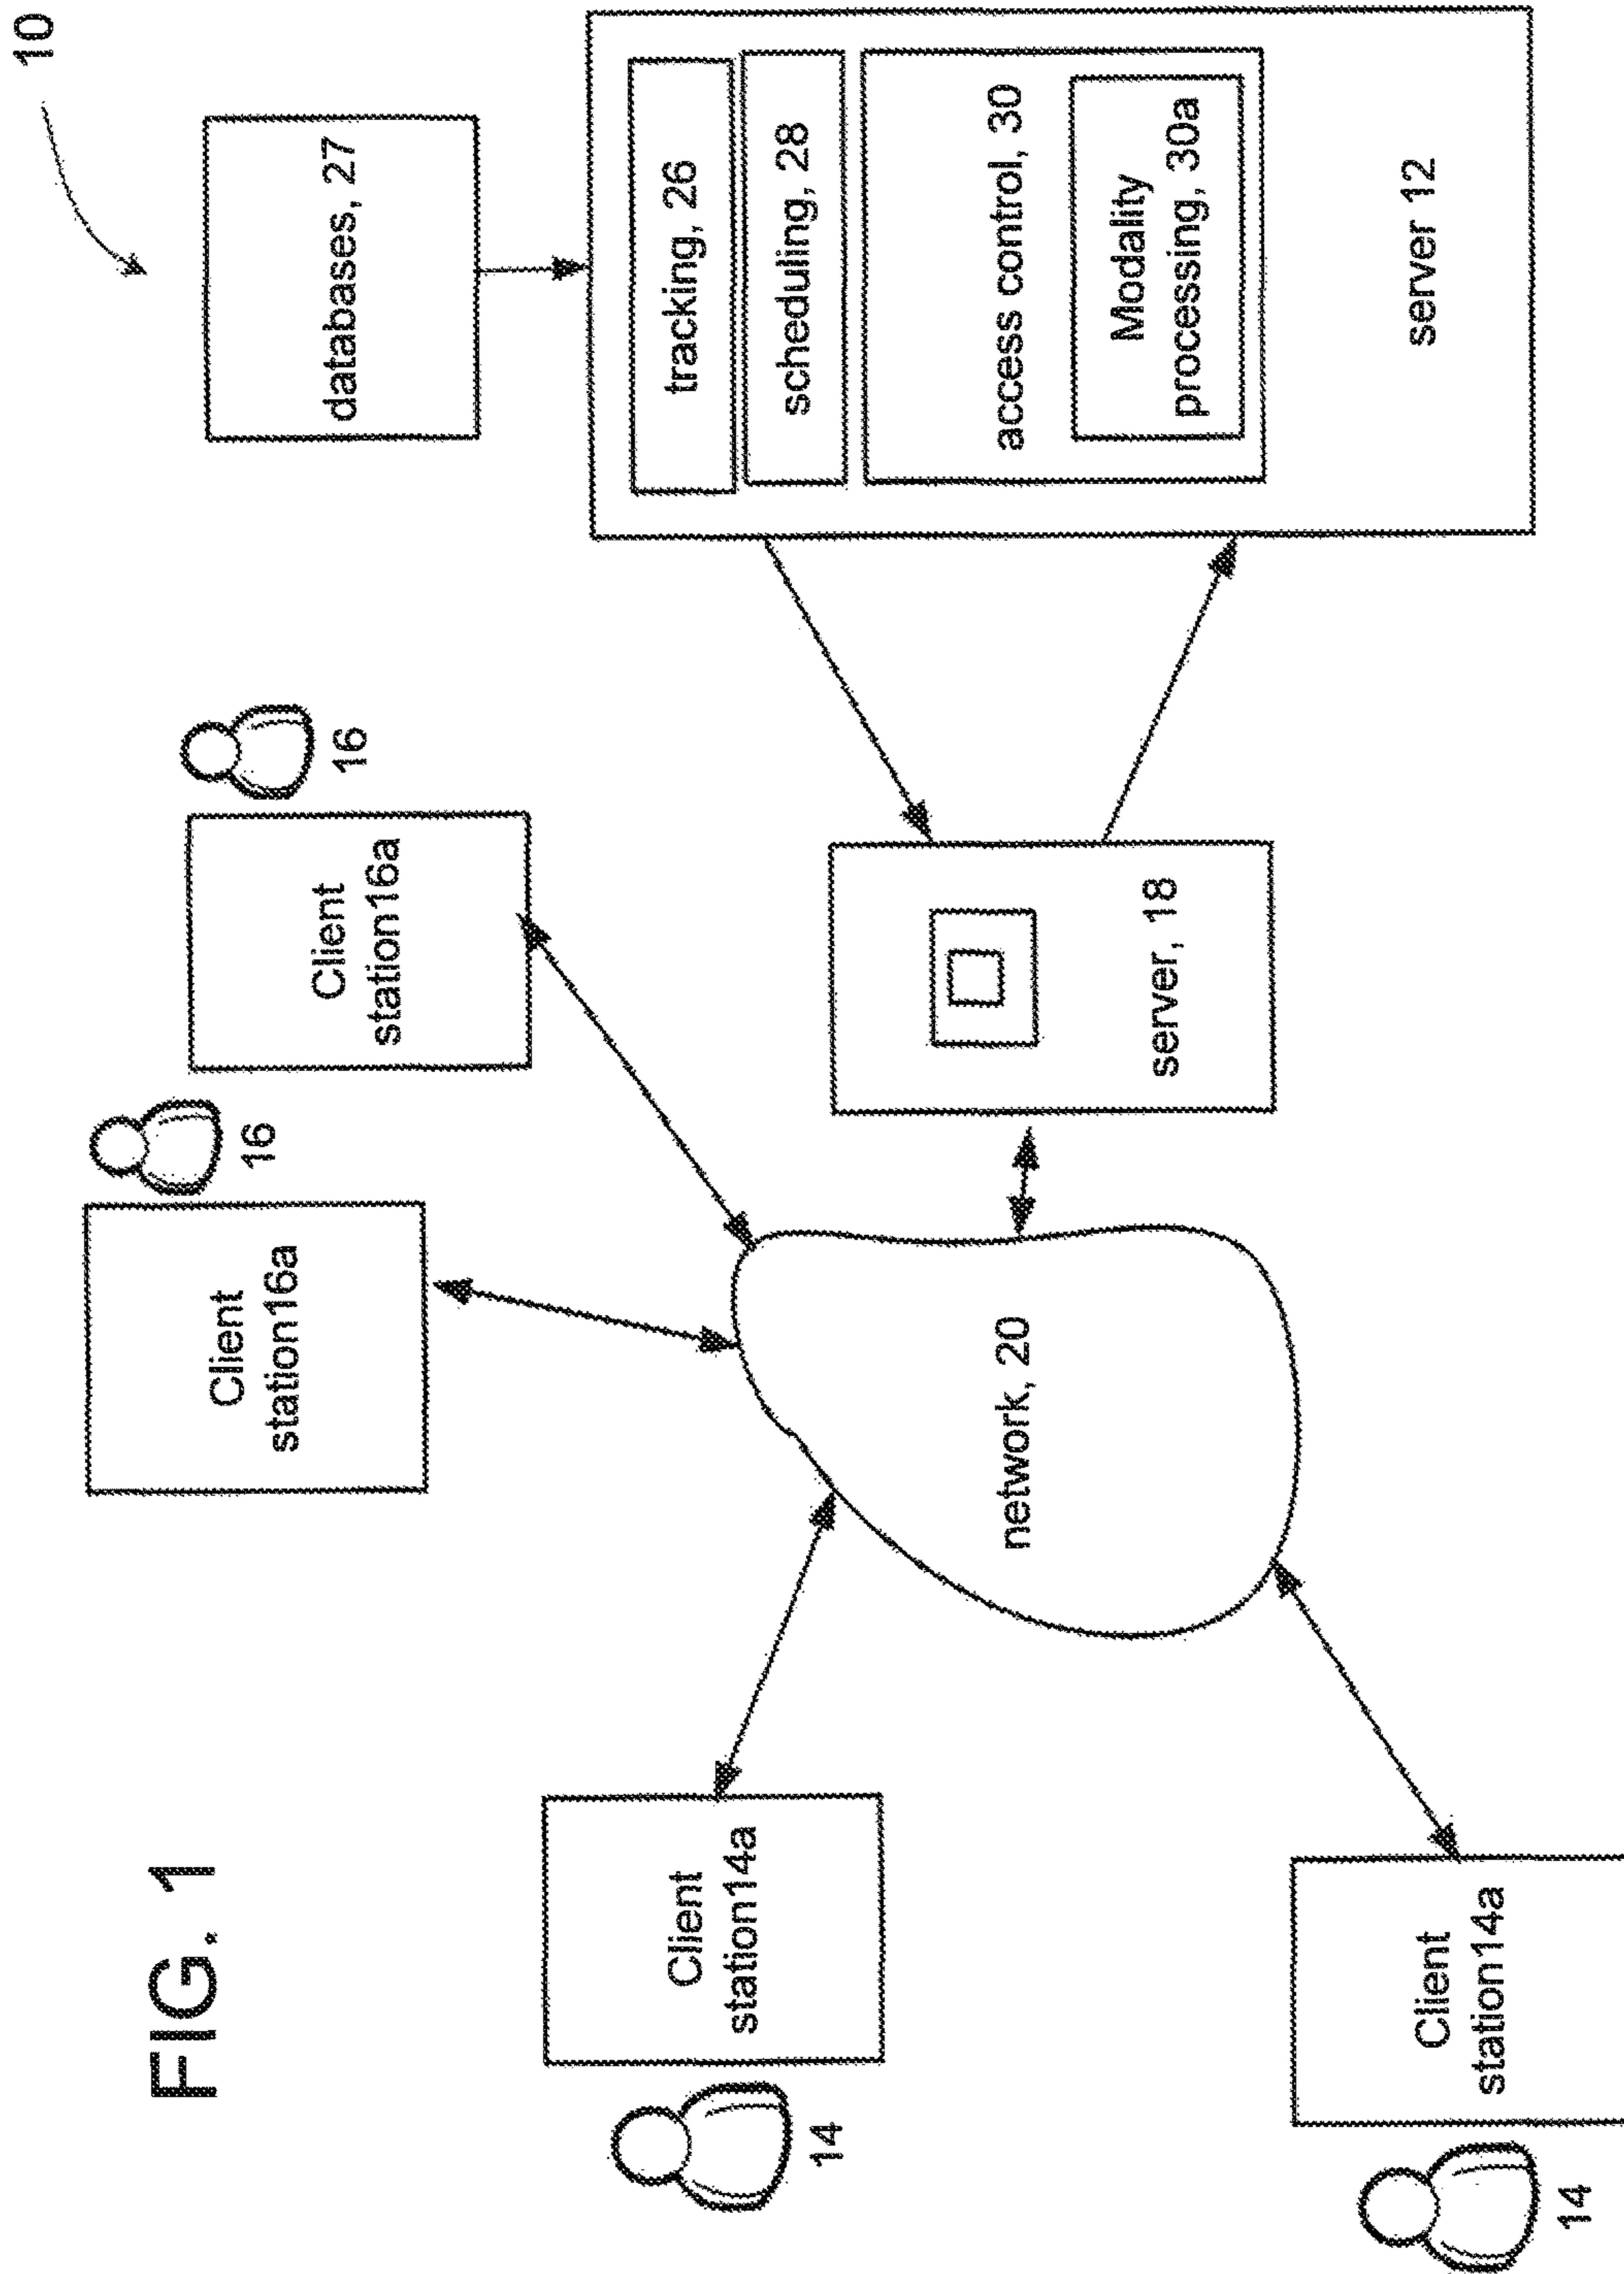 FIG. 1
10
Client
station16a
16
Client
station16a
16
databases, 27
Client
station14a
14
tracking, 26
scheduling, 28
access control, 30
Modality
processing, 30a
server 12
network, 20
server, 18
Client
station14a
14